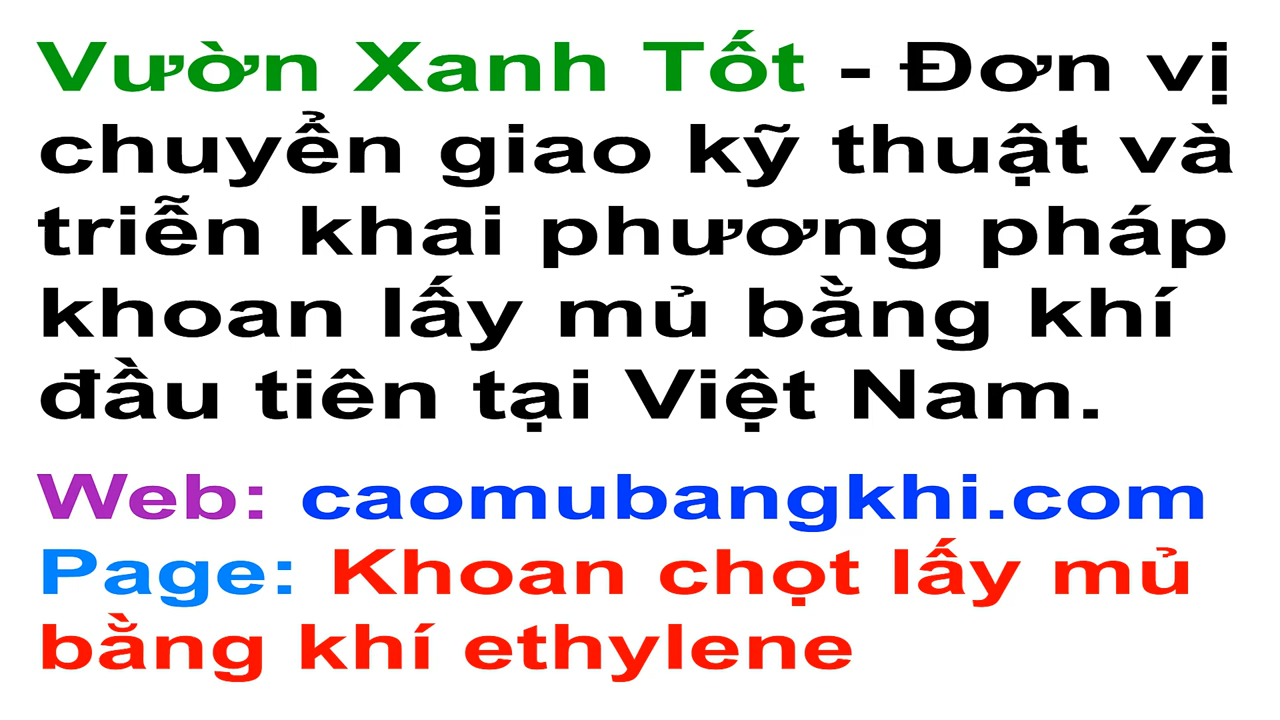 Vườn Xanh Tốt - Đơn vị
chuyển giao kỹ thuật và
triễn khai phương pháp
khoan lấy mủ bằng khí
đầu tiên tại Việt Nam.
Web: caomubangkhi.com
Page: Khoan chọt lấy mủ
bằng khí ethylene